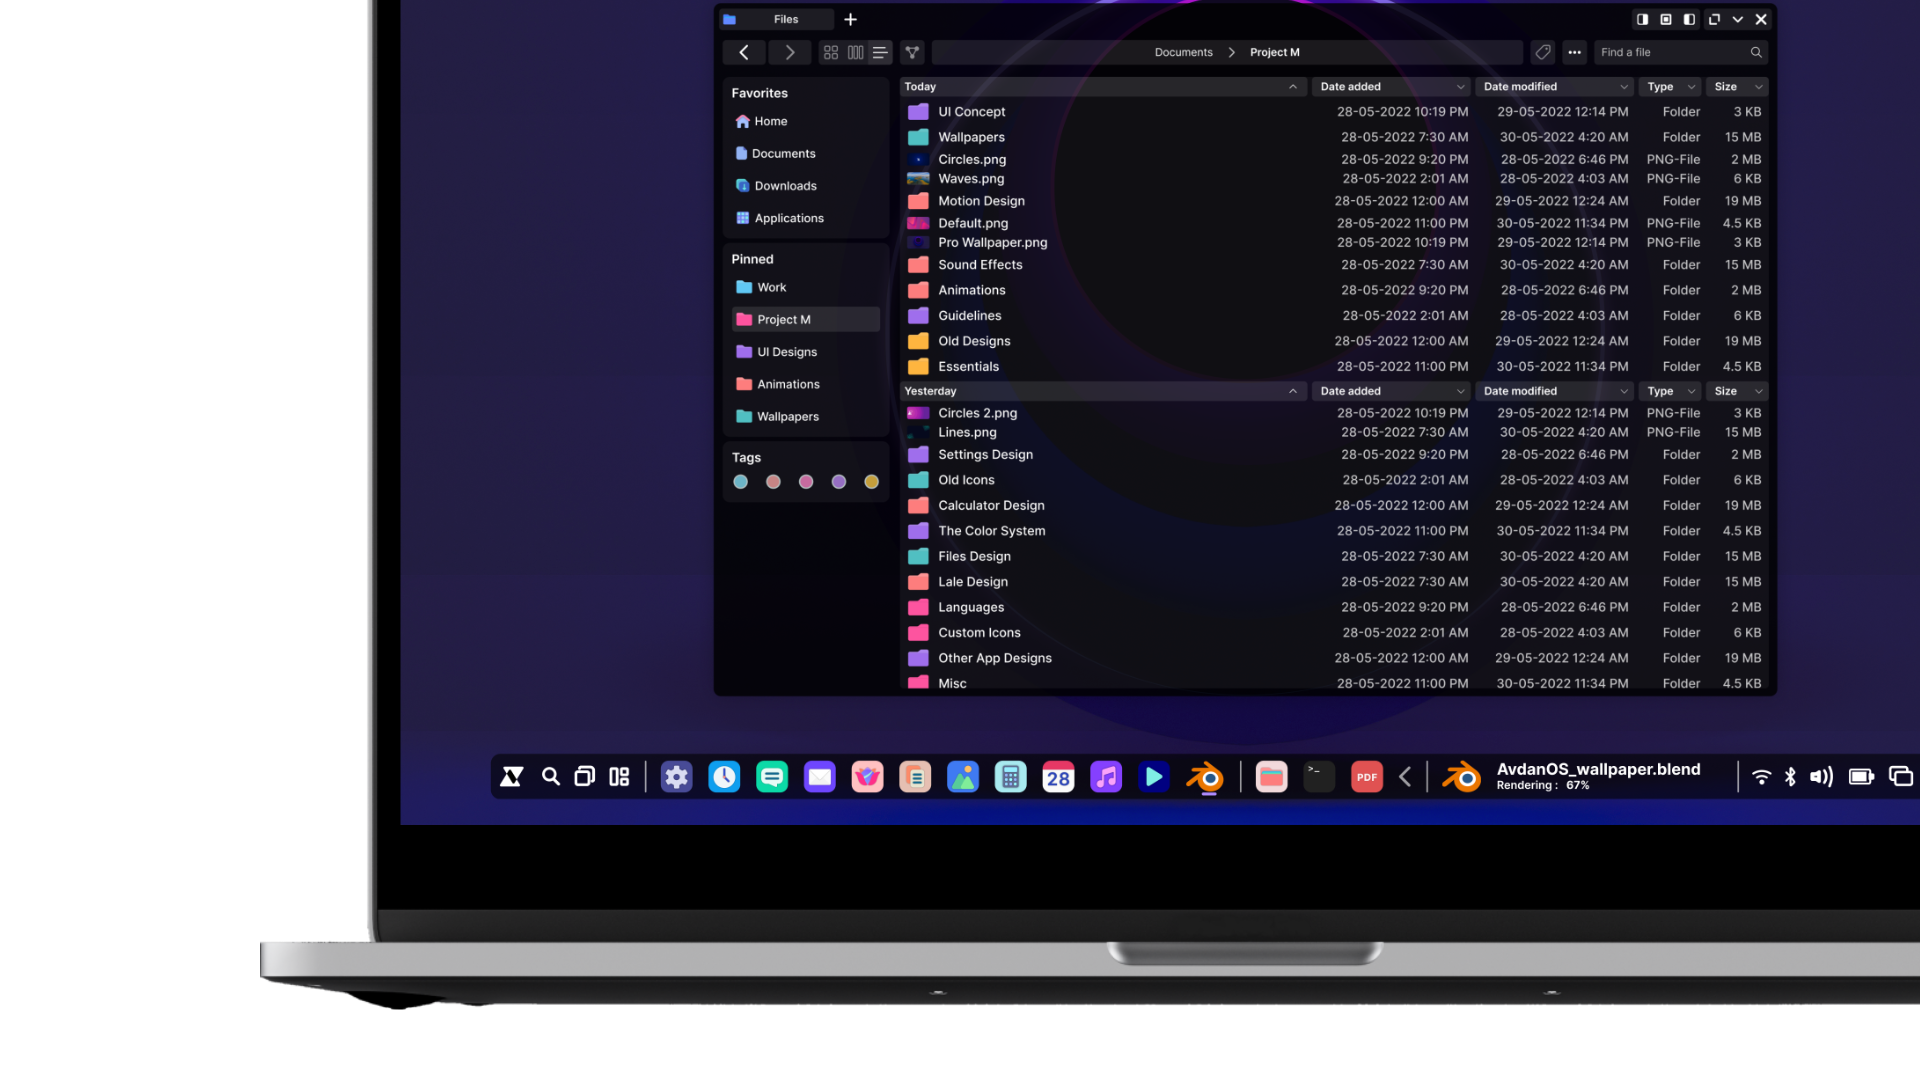 Files
Documents Project M
Find a file
Favorites
Home
Documents
Downloads
Applications
Pinned
Work
Project M
UI Designs
Animations
Wallpapers
Tags
Today Date added Date modified Type Size
UI Concept 28-05-2022 10:19 PM 29-05-2022 12:14 PM Folder 3 KB
Wallpapers 28-05-2022 7:30 AM 30-05-2022 4:20 AM Folder 15 MB
Circles.png 28-05-2022 9:20 PM 28-05-2022 6:46 PM PNG-File 2 MB
Waves.png 28-05-2022 2:01 AM 28-05-2022 4:03 AM PNG-File 6 KB
Motion Design 28-05-2022 12:00 AM 29-05-2022 12:24 AM Folder 19 MB
Default.png 28-05-2022 11:00 PM 30-05-2022 11:34 PM PNG-File 4.5 KB
Pro Wallpaper.png 28-05-2022 10:19 PM 29-05-2022 12:14 PM PNG-File 3 KB
Sound Effects 28-05-2022 7:30 AM 30-05-2022 4:20 AM Folder 15 MB
Animations 28-05-2022 9:20 PM 28-05-2022 6:46 PM Folder 2 MB
Guidelines 28-05-2022 2:01 AM 28-05-2022 4:03 AM Folder 6 KB
Old Designs 28-05-2022 12:00 AM 29-05-2022 12:24 AM Folder 19 MB
Essentials 28-05-2022 11:00 PM 30-05-2022 11:34 PM Folder 4.5 KB
Yesterday Date added Date modified Type Size
Circles 2.png 28-05-2022 10:19 PM 29-05-2022 12:14 PM PNG-File 3 KB
Lines.png 28-05-2022 7:30 AM 30-05-2022 4:20 AM PNG-File 15 MB
Settings Design 28-05-2022 9:20 PM 28-05-2022 6:46 PM Folder 2 MB
Old Icons 28-05-2022 2:01 AM 28-05-2022 4:03 AM Folder 6 KB
Calculator Design 28-05-2022 12:00 AM 29-05-2022 12:24 AM Folder 19 MB
The Color System 28-05-2022 11:00 PM 30-05-2022 11:34 PM Folder 4.5 KB
Files Design 28-05-2022 7:30 AM 30-05-2022 4:20 AM Folder 15 MB
Lale Design 28-05-2022 7:30 AM 30-05-2022 4:20 AM Folder 15 MB
Languages 28-05-2022 9:20 PM 28-05-2022 6:46 PM Folder 2 MB
Custom Icons 28-05-2022 2:01 AM 28-05-2022 4:03 AM Folder 6 KB
Other App Designs 28-05-2022 12:00 AM 29-05-2022 12:24 AM Folder 19 MB
Misc 28-05-2022 11:00 PM 30-05-2022 11:34 PM Folder 4.5 KB
28
>_
PDF
AvdanOS_wallpaper.blend
Rendering : 67%